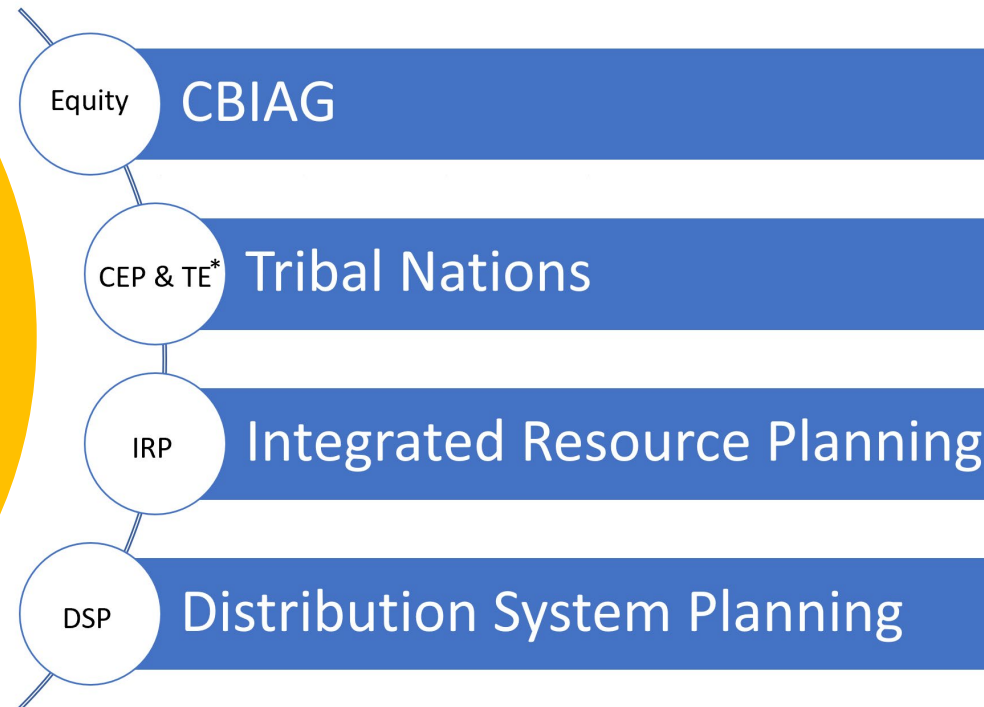 Equity CBIAG
CEP & TE* Tribal Nations
IRP Integrated Resource Planning
DSP Distribution System Planning